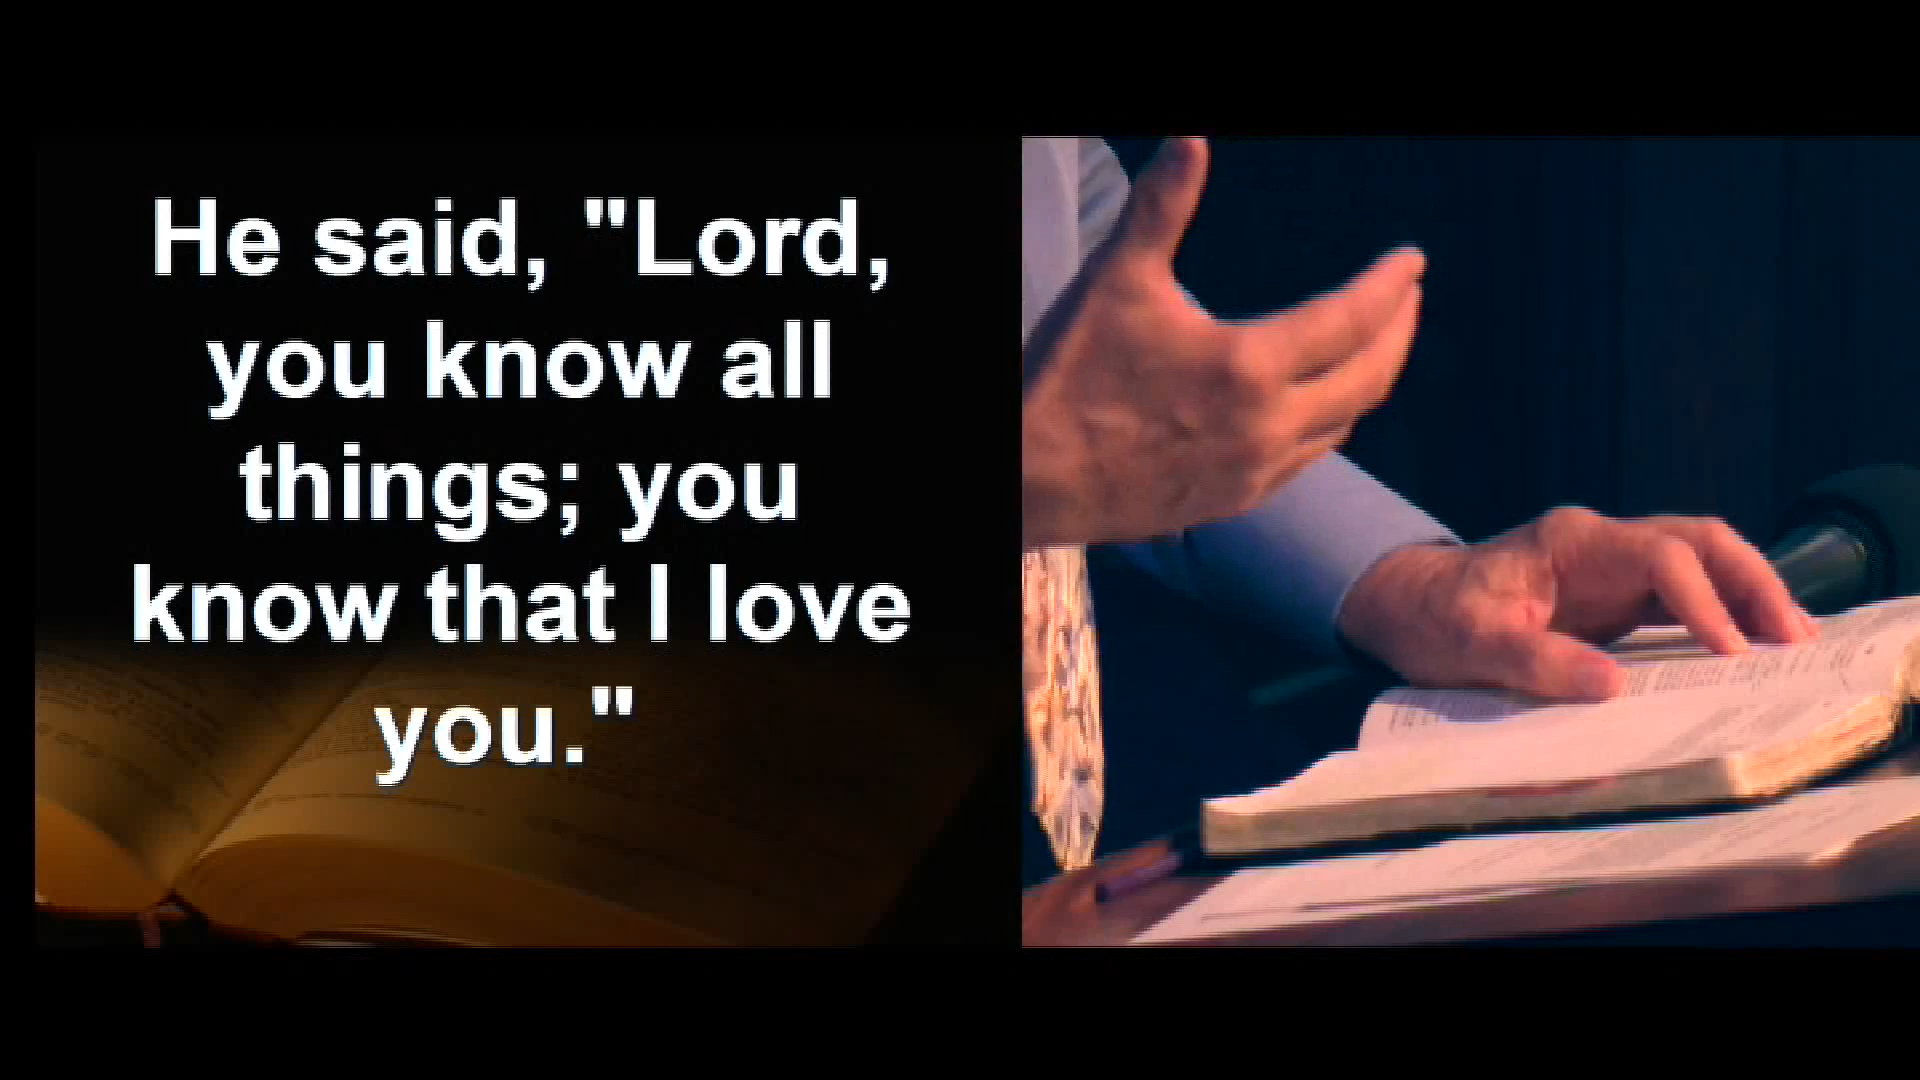 He said, "Lord,
you know all
things; you
know that I love
you."